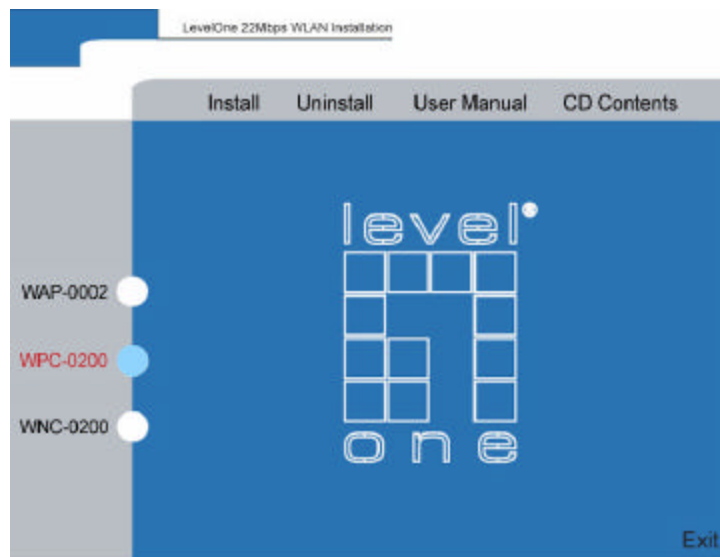 LevelOne 22Mbps WLAN Installation
Install Uninstall User Manual CD Contents
level
one
WAP-0002
WPC-0200
WNC-0200
Exit